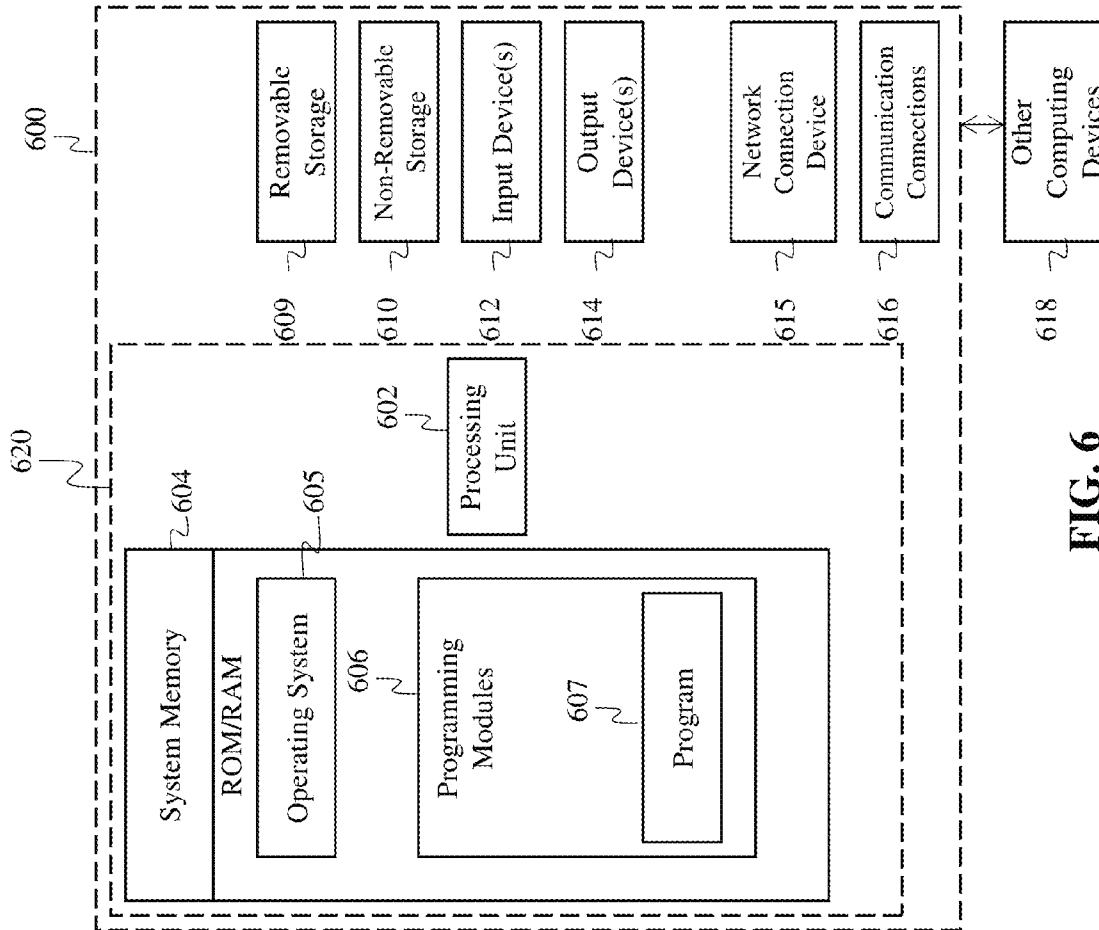 600
620
System Memory
604
ROM/RAM
Operating System
605
606
Programming
Modules
607
Program
602
Processing
Unit
609
Removable
Storage
610
Non-Removable
Storage
612
Input Device(s)
614
Output
Device(s)
615
Network
Connection
Device
616
Communication
Connections
618
Other
Computing
Devices
FIG. 6